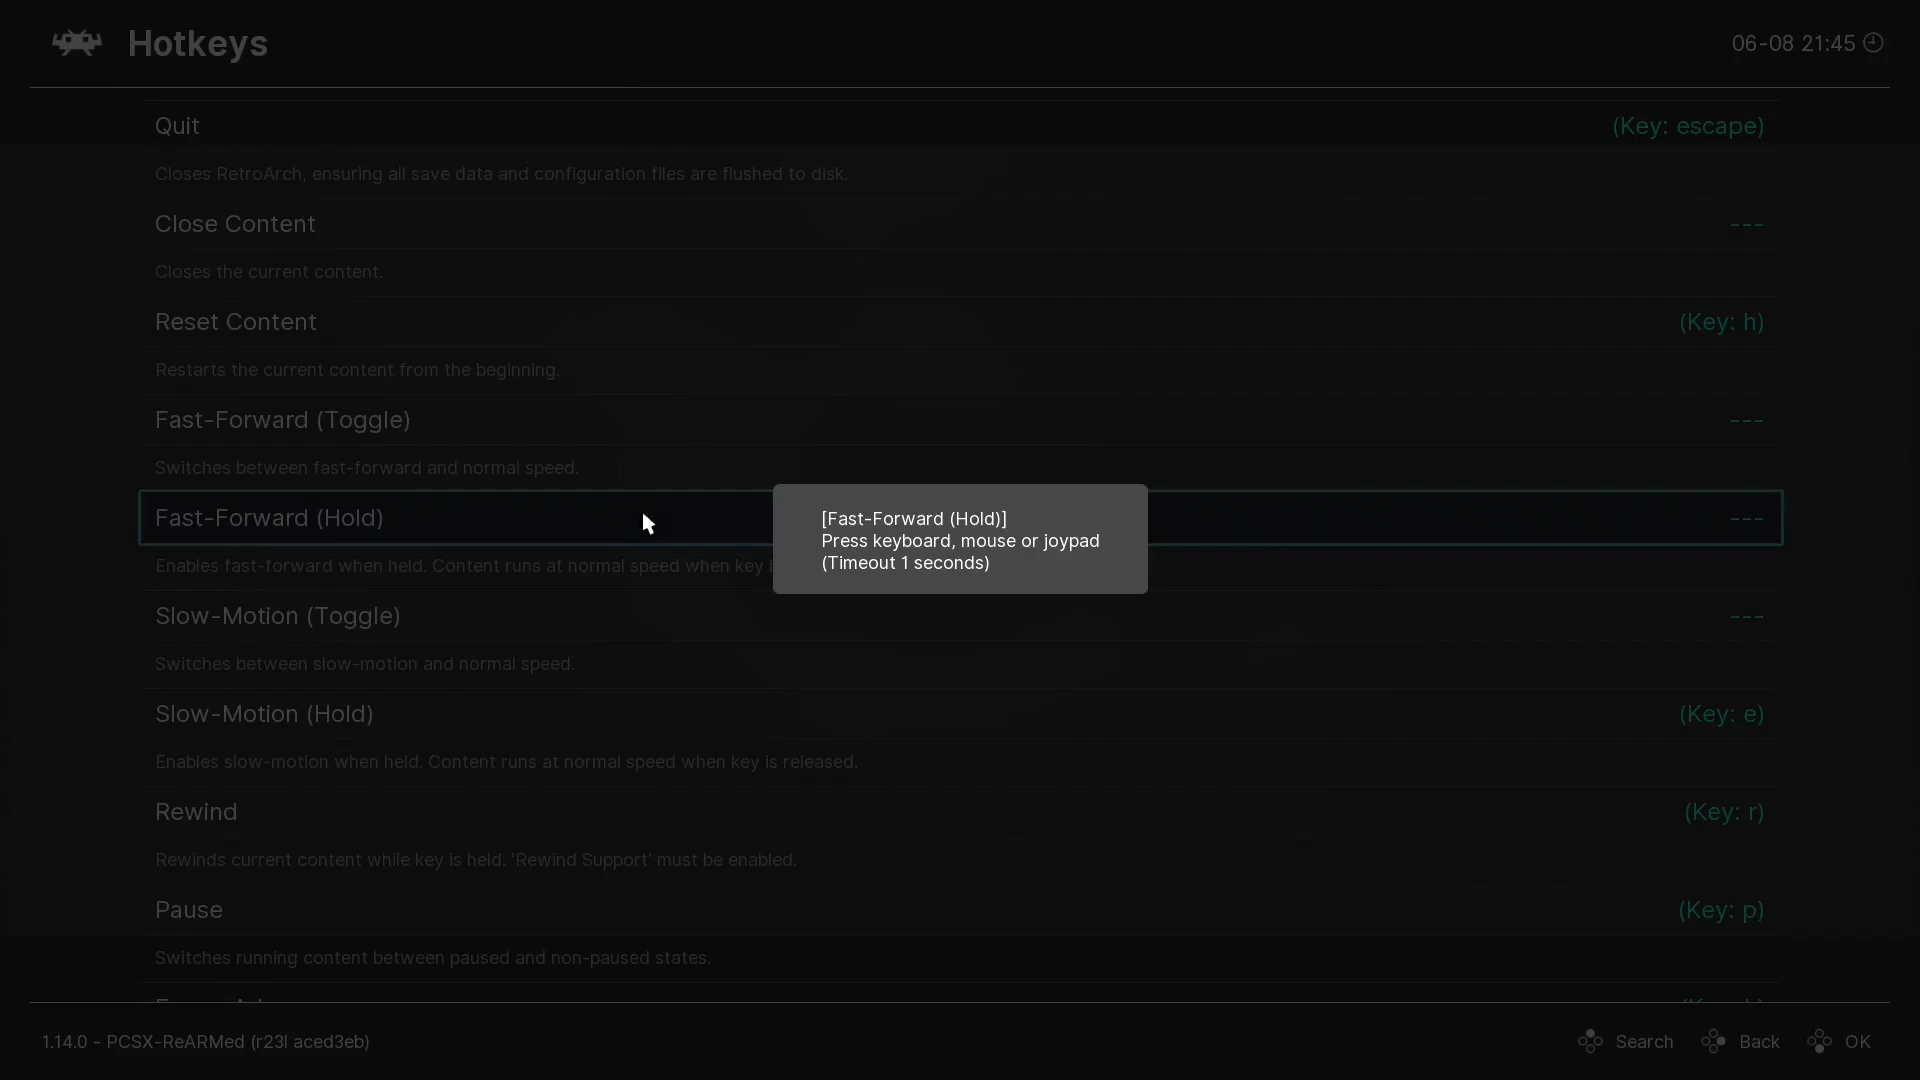 Hotkeys
06-08 21:45
Quit (Key: escape)
Closes RetroArch, ensuring all save data and configuration files are flushed to disk.
Close Content ---
Closes the current content.
Reset Content (Key: h)
Restarts the current content from the beginning.
Fast-Forward (Toggle) ---
Switches between fast-forward and normal speed.
Fast-Forward (Hold) ---
Enables fast-forward when held. Content runs at normal speed when key
[Fast-Forward (Hold)]
Press keyboard, mouse or joypad
(Timeout 1 seconds)
Slow-Motion (Toggle) ---
Switches between slow-motion and normal speed.
Slow-Motion (Hold) (Key: e)
Enables slow-motion when held. Content runs at normal speed when key is released.
Rewind (Key: r)
Rewinds current content while key is held. 'Rewind Support' must be enabled.
Pause (Key: p)
Switches running content between paused and non-paused states.
1.14.0 - PCSX-ReARMed (r23l aced3eb)
Search Back OK